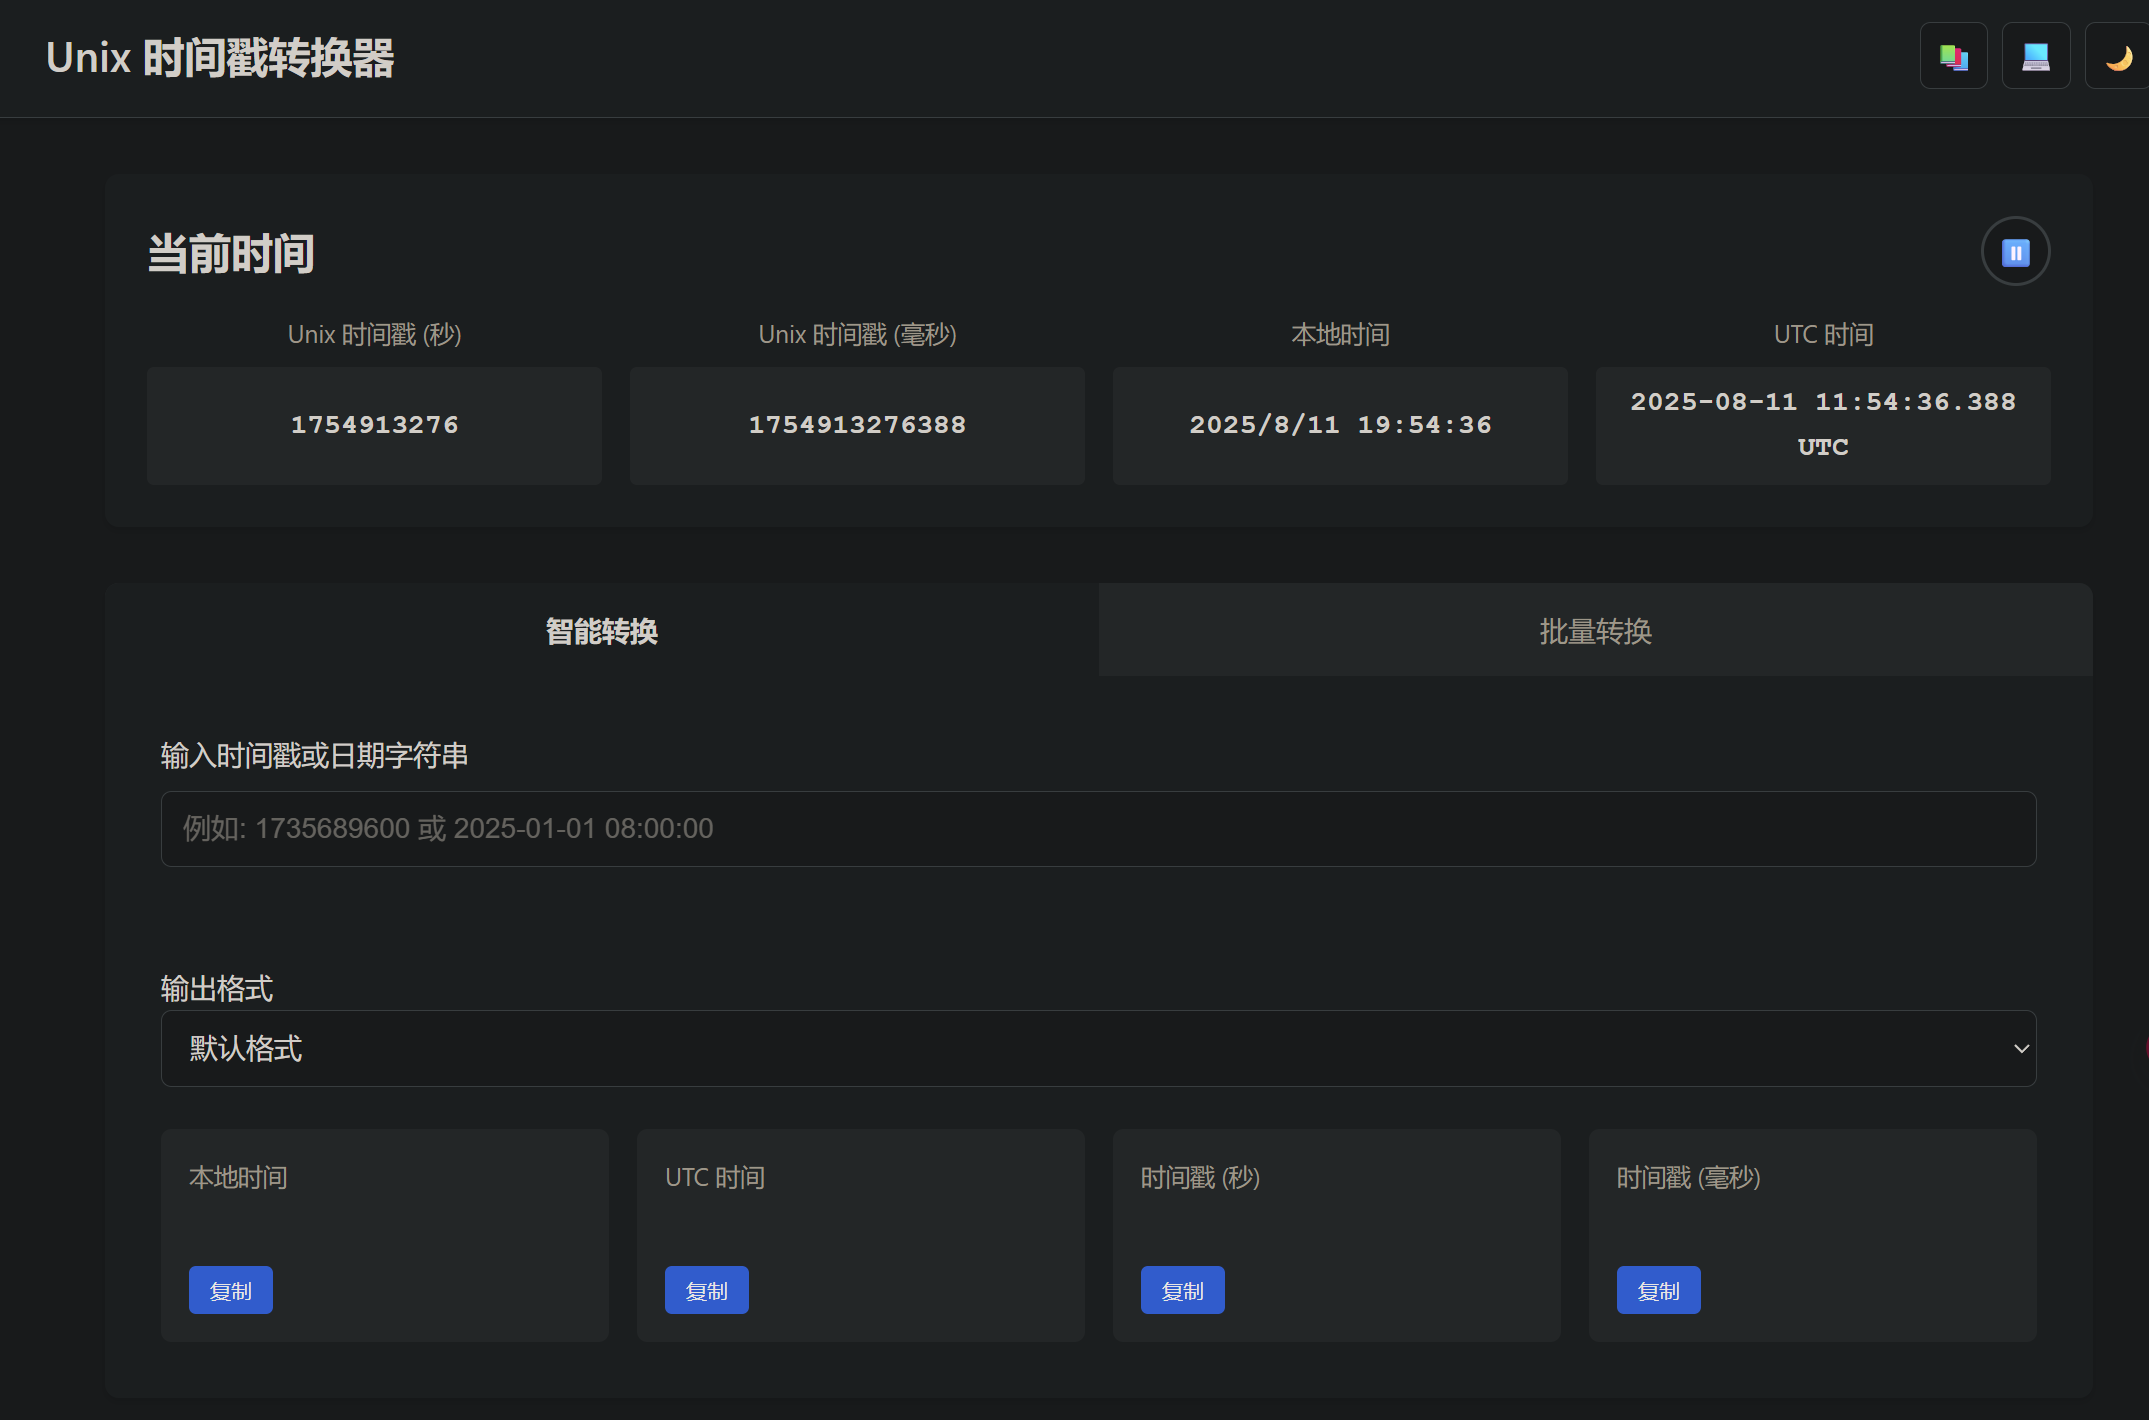 Unix 时间戳转换器
当前时间
Unix 时间戳 (秒)
Unix 时间戳 (毫秒)
本地时间
UTC 时间
1754913276
1754913276388
2025/8/11 19:54:36
2025-08-11 11:54:36.388
UTC
智能转换
批量转换
输入时间戳或日期字符串
例如: 1735689600 或 2025-01-01 08:00:00
输出格式
默认格式
本地时间
UTC 时间
时间戳 (秒)
时间戳 (毫秒)
复制
复制
复制
复制